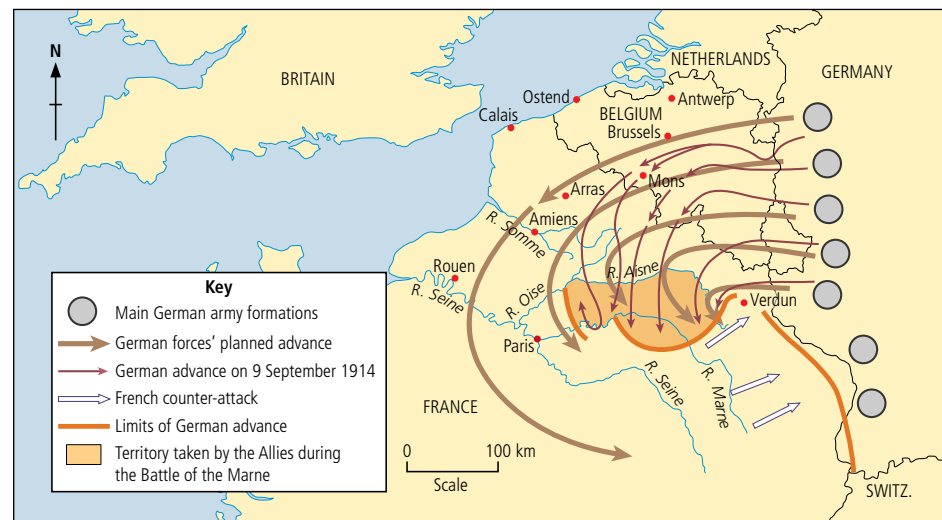 N
BRITAIN
NETHERLANDS
GERMANY
Ostend
Antwerp
Calais
BELGIUM
Brussels
Mons
Arras
Amiens
R. Somme
R. Aisne
Rouen
R. Seine
R. Oise
Verdun
Paris
R. Seine
R. Marne
FRANCE
SWITZ.
0 100 km
Scale
Key
Main German army formations
German forces’ planned advance
German advance on 9 September 1914
French counter-attack
Limits of German advance
Territory taken by the Allies during
the Battle of the Marne